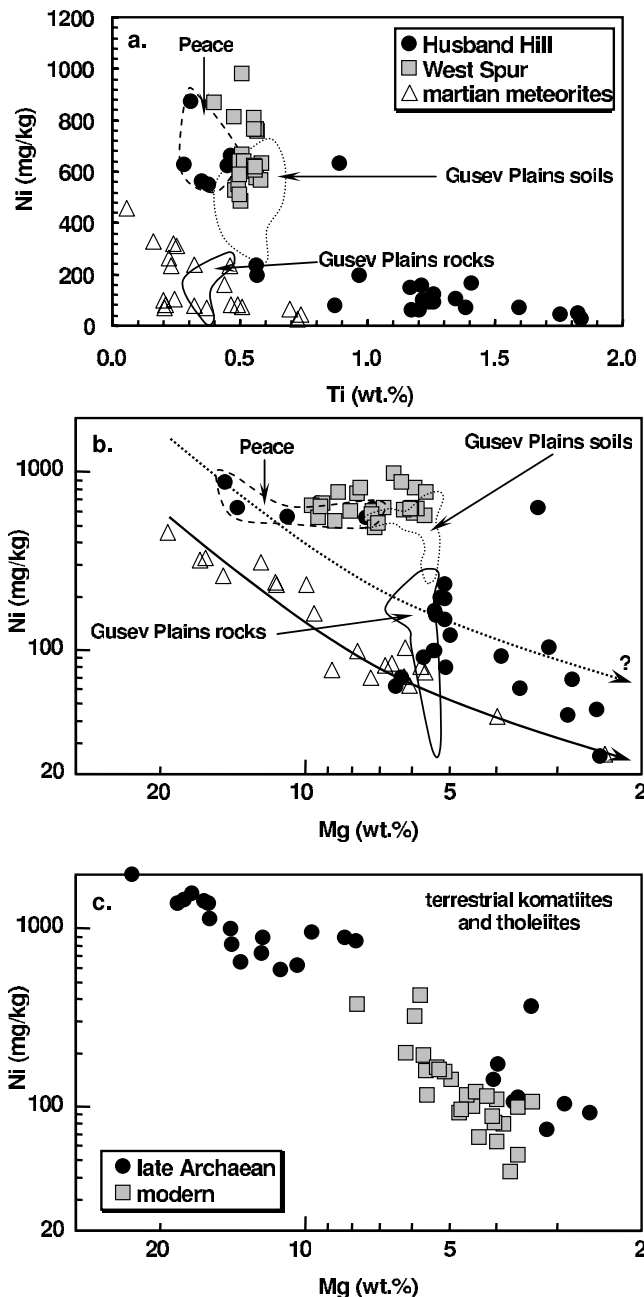 a.
Peace
Husband Hill
West Spur
martian meteorites
Gusev Plains soils
Gusev Plains rocks
1200
1000
800
600
400
200
0
Ni (mg/kg)
0.0
0.5
1.0
1.5
2.0
Ti (wt.%)
b.
Peace
Gusev Plains soils
Gusev Plains rocks
?
1000
100
20
Ni (mg/kg)
20
10
5
2
Mg (wt.%)
c.
terrestrial komatiites
and tholeiites
late Archaean
modern
1000
100
20
Ni (mg/kg)
20
10
5
2
Mg (wt.%)